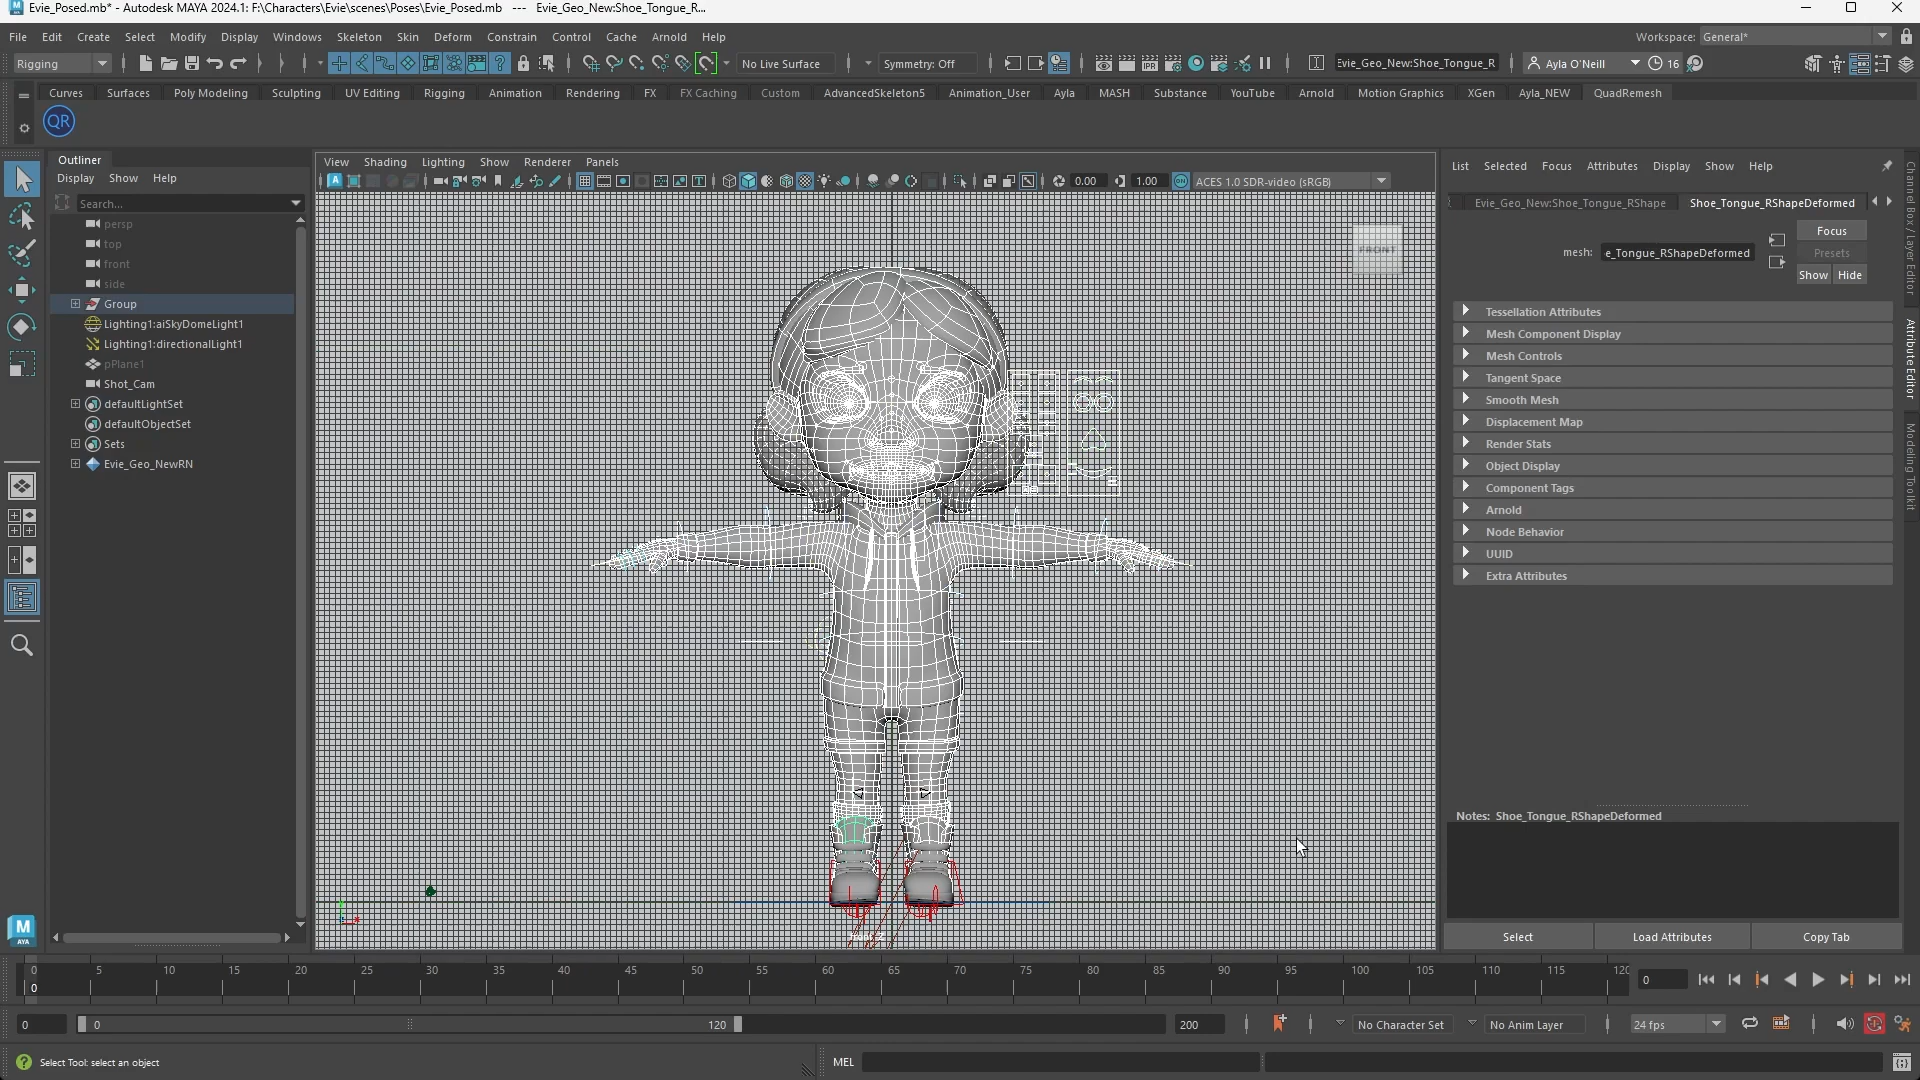 Evie_Posed.mb* - Autodesk MAYA 2024.1: F:\Characters\Evie\scenes\Poses\Evie_Posed.mb --- Evie_Geo_New:Shoe_Tongue_R...
File Edit Create Select Modify Display Windows Skeleton Skin Deform Constrain Control Cache Arnold Help
Workspace: General*
Rigging
No Live Surface
Symmetry: Off
Evie_Geo_New:Shoe_Tongue_R
Ayla O'Neill
16
Curves Surfaces Poly Modeling Sculpting UV Editing Rigging Animation Rendering FX FX Caching Custom AdvancedSkeleton5 Animation_User Ayla MASH Substance YouTube Arnold Motion Graphics XGen Ayla_NEW QuadRemesh
QR
Outliner
Display Show Help
Search...
persp
top
front
side
Group
Lighting1:aiSkyDomeLight1
Lighting1:directionalLight1
pPlane1
Shot_Cam
defaultLightSet
defaultObjectSet
Sets
Evie_Geo_NewRN
View Shading Lighting Show Renderer Panels
0.00
1.00
ACES 1.0 SDR-video (sRGB)
FRONT
List Selected Focus Attributes Display Show Help
Evie_Geo_New:Shoe_Tongue_RShape
Shoe_Tongue_RShapeDeformed
Focus
mesh: e_Tongue_RShapeDeformed
Presets
Show Hide
Tessellation Attributes
Mesh Component Display
Mesh Controls
Tangent Space
Smooth Mesh
Displacement Map
Render Stats
Object Display
Component Tags
Arnold
Node Behavior
UUID
Extra Attributes
Notes: Shoe_Tongue_RShapeDeformed
Select Load Attributes Copy Tab
Channel Box / Layer Editor
Attribute Editor
Modeling Toolkit
M
AYA
0 5 10 15 20 25 30 35 40 45 50 55 60 65 70 75 80 85 90 95 100 105 110 115 120
0
0
0
0
120
200
No Character Set
No Anim Layer
24 fps
Select Tool: select an object
MEL